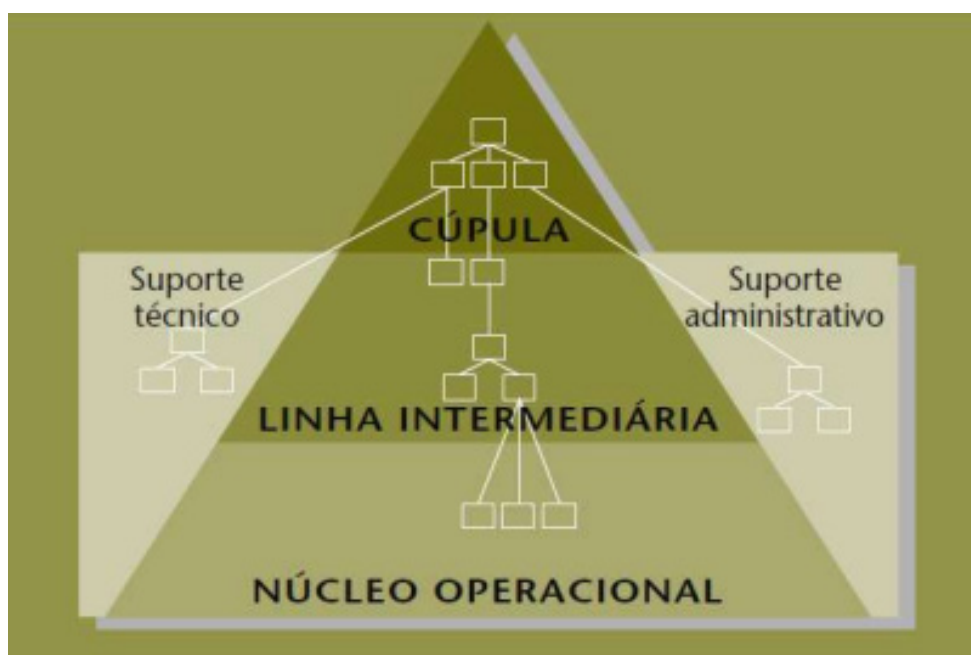 CÚPULA
Suporte
técnico
Suporte
administrativo
LINHA INTERMEDIÁRIA
NÚCLEO OPERACIONAL